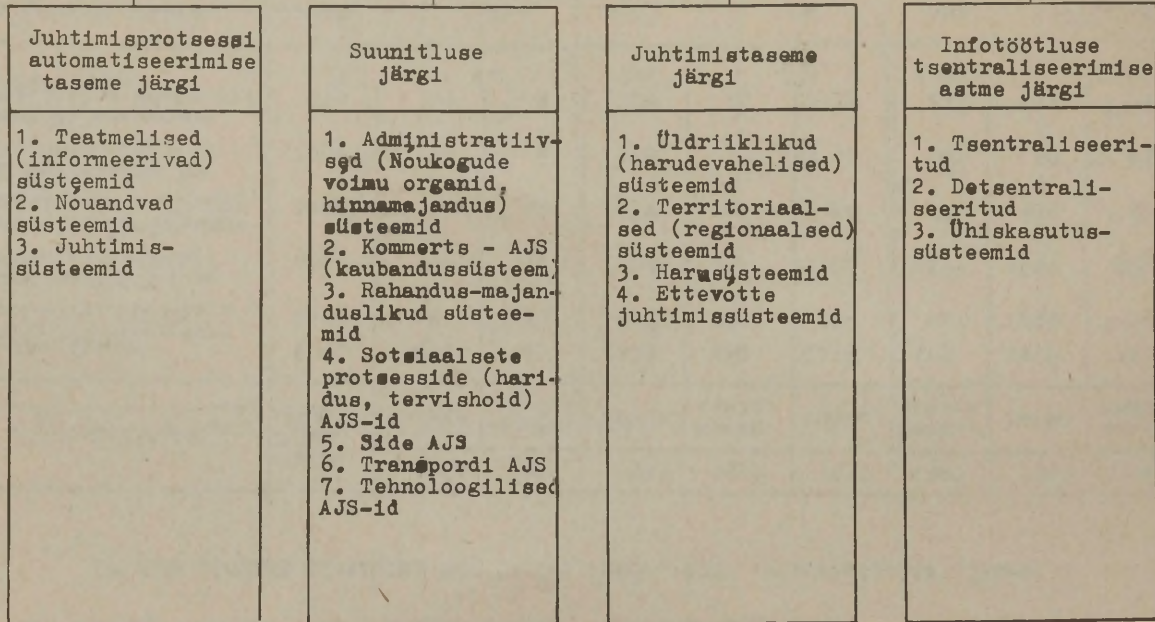 Juhtimisprotsessi
automatiseerimise
taseme järgi
1. Teatmelised
(informeerivad)
süsteemid
2. Nouandvad
süsteemid
3. Juhtimis-
süsteemid
Suunitluse
järgi
1. Administratiiv-
sed (Noukogude
voimu organid,
hinnamajandus)
süsteemid
2. Kommerts - AJS
(kaubandussüsteem)
3. Rahandus-majan-
duslikud süstee-
mid
4. Sotsiaalsete
protsesside (hari-
dus, tervishoid)
AJS-id
5. Side AJS
6. Transpordi AJS
7. Tehnoloogilised
AJS-id
Juhtimistaseme
järgi
1. Üldriiklikud
(harudevahelised)
süsteemid
2. Territoriaal-
sed (regionaalsed)
süsteemid
3. Harusüsteemid
4. Ettevotte
juhtimissüsteemid
Infotöötluse
tsentraliseerimise
astme järgi
1. Tsentraliseeri-
tud
2. Detsentrali-
seeritud
3. Ühiskasutus-
süsteemid